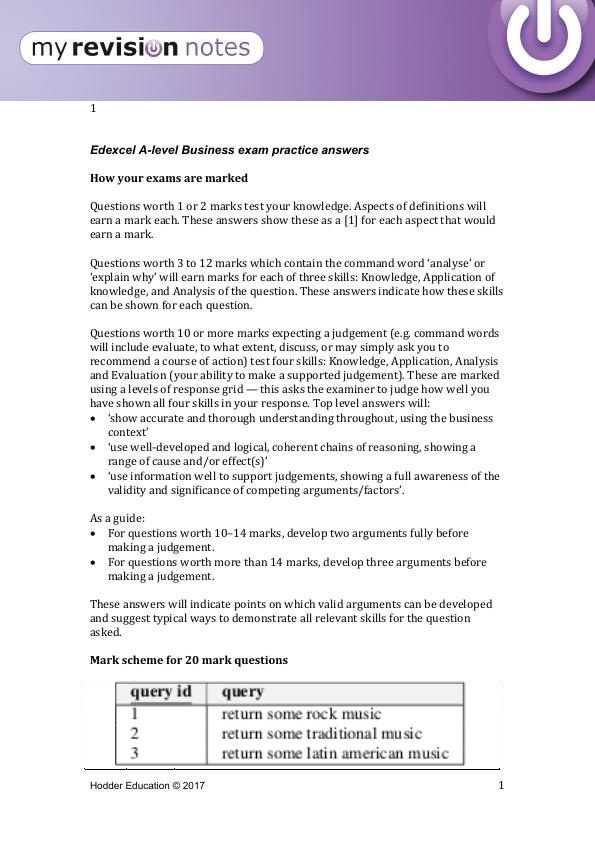 my revision notes
1
Edexcel A-level Business exam practice answers
How your exams are marked
Questions worth 1 or 2 marks test your knowledge. Aspects of definitions will
earn a mark each. These answers show these as a [1] for each aspect that would
earn a mark.
Questions worth 3 to 12 marks which contain the command word ‘analyse’ or
‘explain why’ will earn marks for each of three skills: Knowledge, Application of
knowledge, and Analysis of the question. These answers indicate how these skills
can be shown for each question.
Questions worth 10 or more marks expecting a judgement (e.g. command words
will include evaluate, to what extent, discuss, or may simply ask you to
recommend a course of action) test four skills: Knowledge, Application, Analysis
and Evaluation (your ability to make a supported judgement). These are marked
using a levels of response grid — this asks the examiner to judge how well you
have shown all four skills in your response. Top level answers will:
• ‘show accurate and thorough understanding throughout, using the business
context’
• ‘use well-developed and logical, coherent chains of reasoning, showing a
range of cause and/or effect(s)’
• ‘use information well to support judgements, showing a full awareness of the
validity and significance of competing arguments/factors’.
As a guide:
• For questions worth 10–14 marks, develop two arguments fully before
making a judgement.
• For questions worth more than 14 marks, develop three arguments before
making a judgement.
These answers will indicate points on which valid arguments can be developed
and suggest typical ways to demonstrate all relevant skills for the question
asked.
Mark scheme for 20 mark questions
query id query
1 return some rock music
2 return some traditional music
3 return some latin american music
Hodder Education © 2017 1